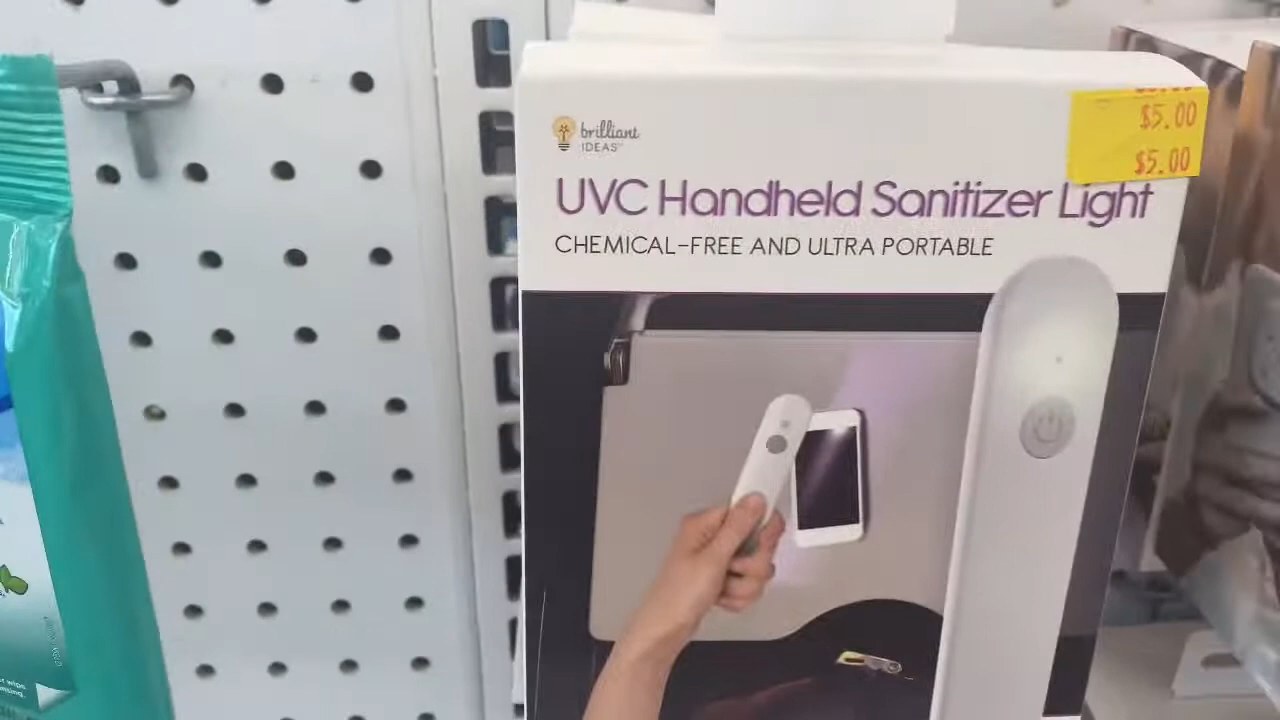 brilliant
IDEAS
$5.00
$5.00
UVC Handheld Sanitizer Light
CHEMICAL-FREE AND ULTRA PORTABLE